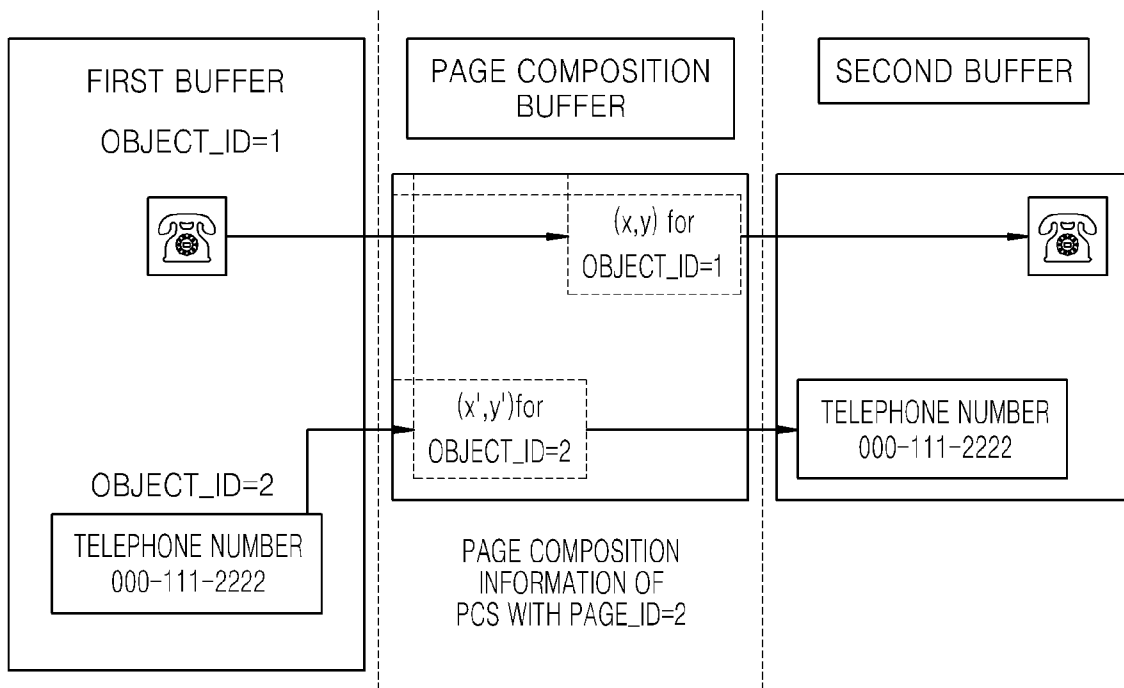 FIRST BUFFER
OBJECT_ID=1
OBJECT_ID=2
TELEPHONE NUMBER
000-111-2222
PAGE COMPOSITION
BUFFER
(x,y) for
OBJECT_ID=1
(x',y')for
OBJECT_ID=2
PAGE COMPOSITION
INFORMATION OF
PCS WITH PAGE_ID=2
SECOND BUFFER
TELEPHONE NUMBER
000-111-2222